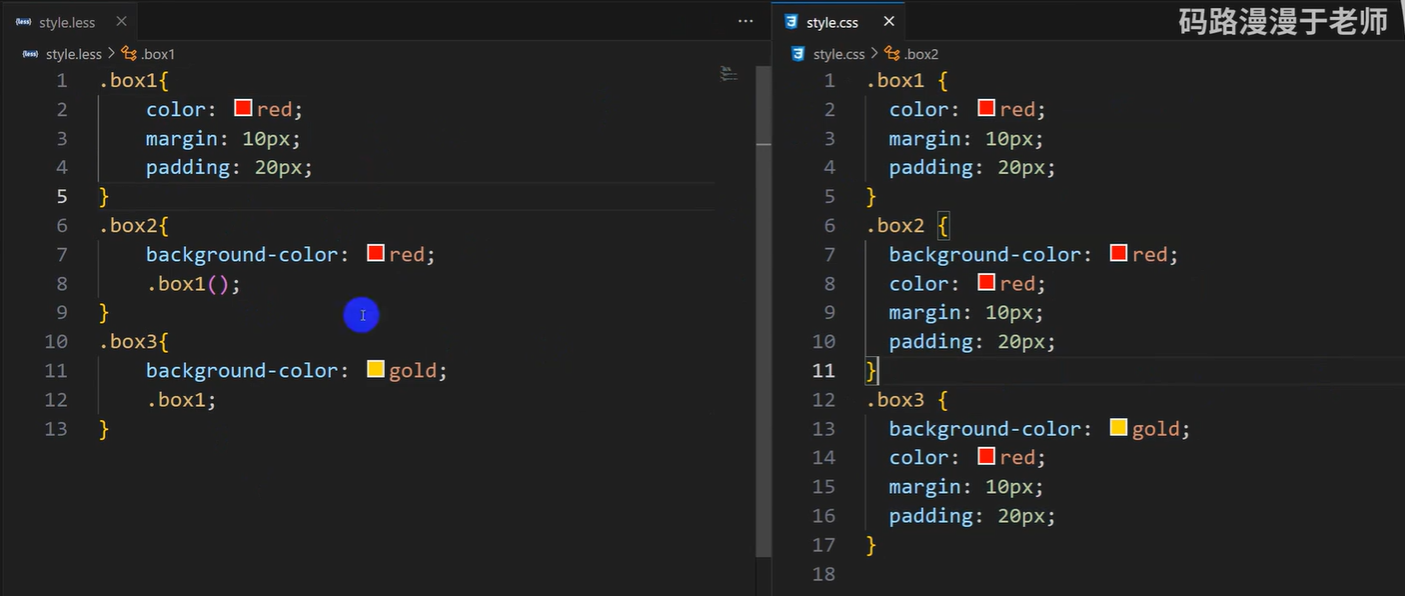 style.less
style.less > .box1
1 .box1{
2 color: red;
3 margin: 10px;
4 padding: 20px;
5 }
6 .box2{
7 background-color: red;
8 .box1();
9 }
10 .box3{
11 background-color: gold;
12 .box1;
13 }
style.css
码路漫漫于老师
style.css > .box2
1 .box1 {
2 color: red;
3 margin: 10px;
4 padding: 20px;
5 }
6 .box2 {
7 background-color: red;
8 color: red;
9 margin: 10px;
10 padding: 20px;
11 }
12 .box3 {
13 background-color: gold;
14 color: red;
15 margin: 10px;
16 padding: 20px;
17 }
18